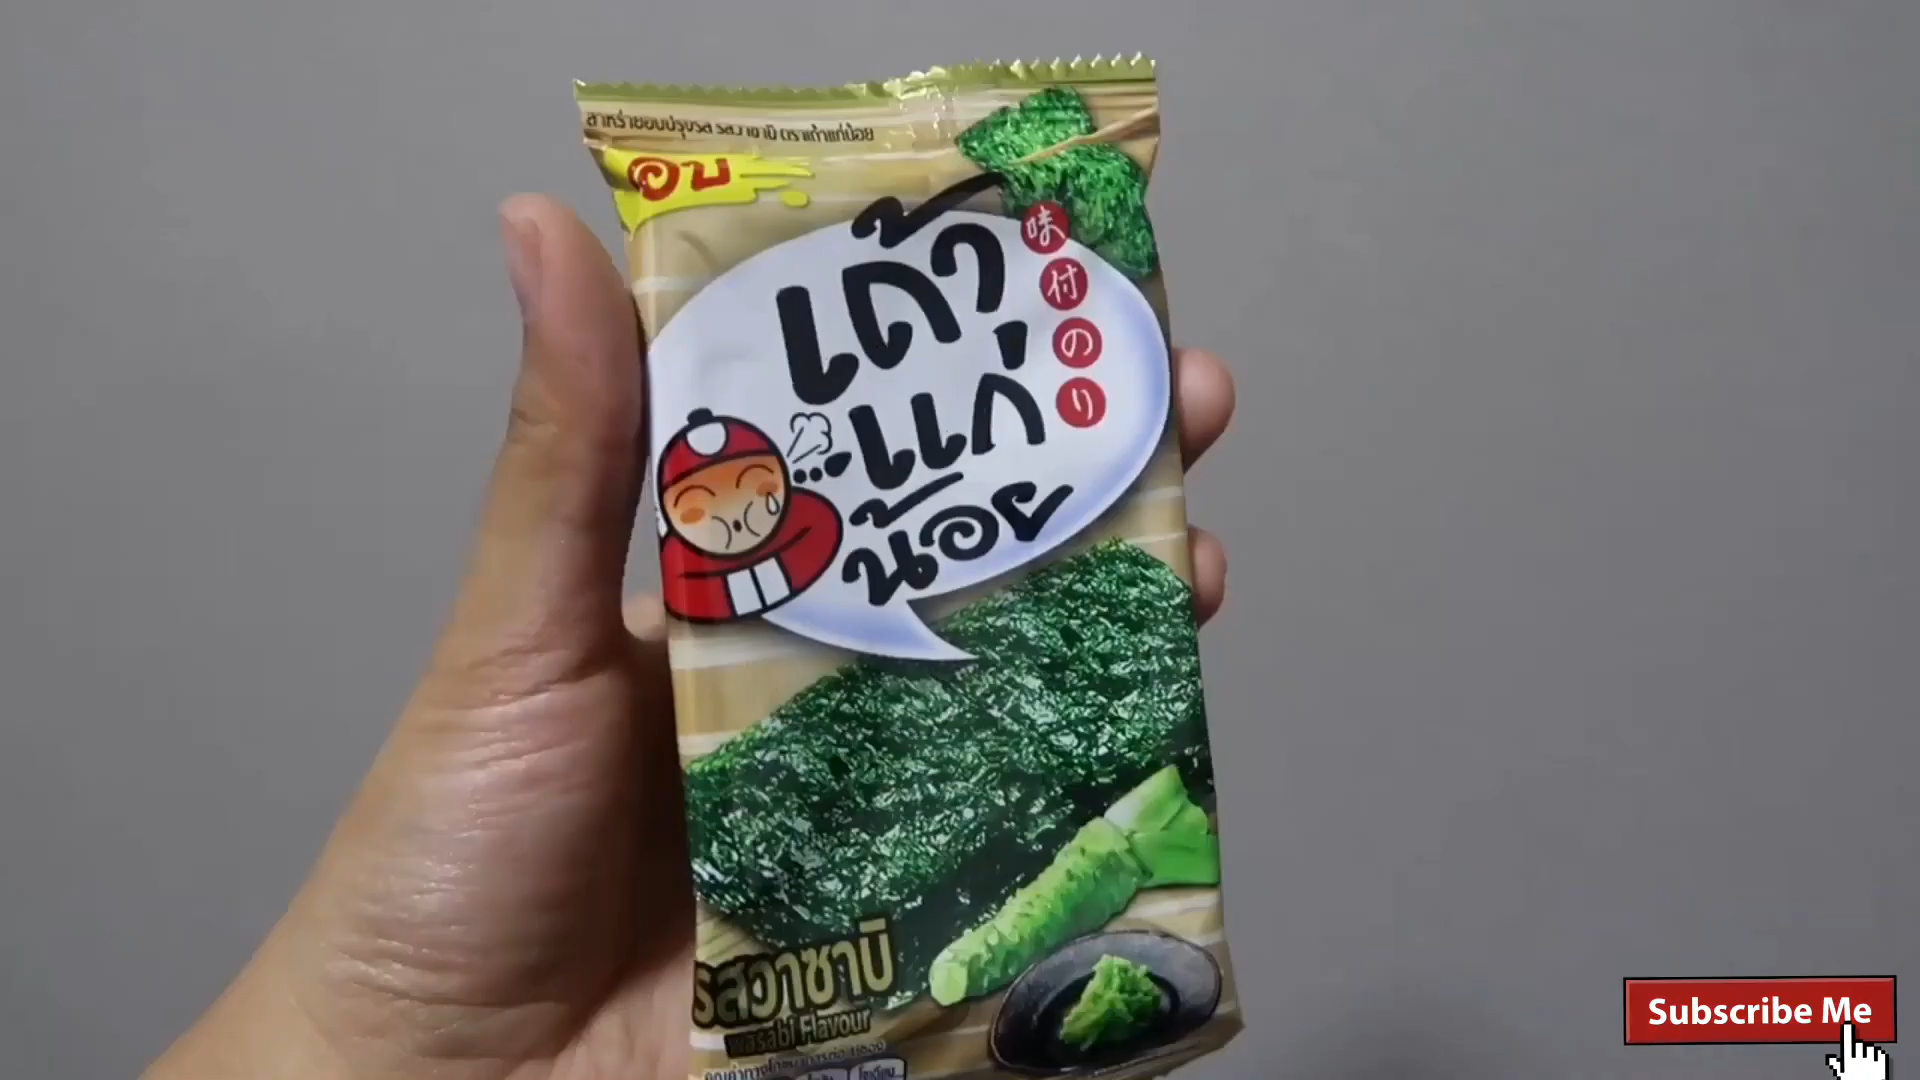 สาหร่ายอบปรุงรส รสวาซาบิ ตราเถ้าแก่น้อย
อบ
เถ้า
แก่
น้อย
味付のり
รสวาซาบิ
Wasabi Flavour
Subscribe Me